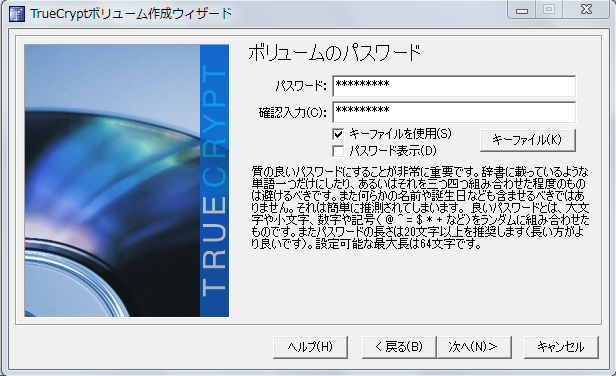 TrueCryptボリューム作成ウィザード
TRUECRYPT
ボリュームのパスワード
パスワード: *********
確認入力(C): *********
キーファイルを使用(S)
キーファイル(K)
パスワード表示(D)
質の良いパスワードにすることが非常に重要です。辞書に載っているような
単語一つだけにしたり、あるいはそれを三つ四つ組み合わせた程度のもの
は避けるべきです。また何らかの名前や誕生日なども含ませるべきではあ
りません。それは簡単に推測されてしまいます。 良いパスワードとは、大文
字や小文字、数字や記号( @ ^ = $ * + など)をランダムに組み合わせた
ものです。またパスワードの長さは20文字以上を推奨します(長い方がよ
り良いです)。設定可能な最大長は64文字です。
ヘルプ(H)
< 戻る(B)
次へ(N) >
キャンセル